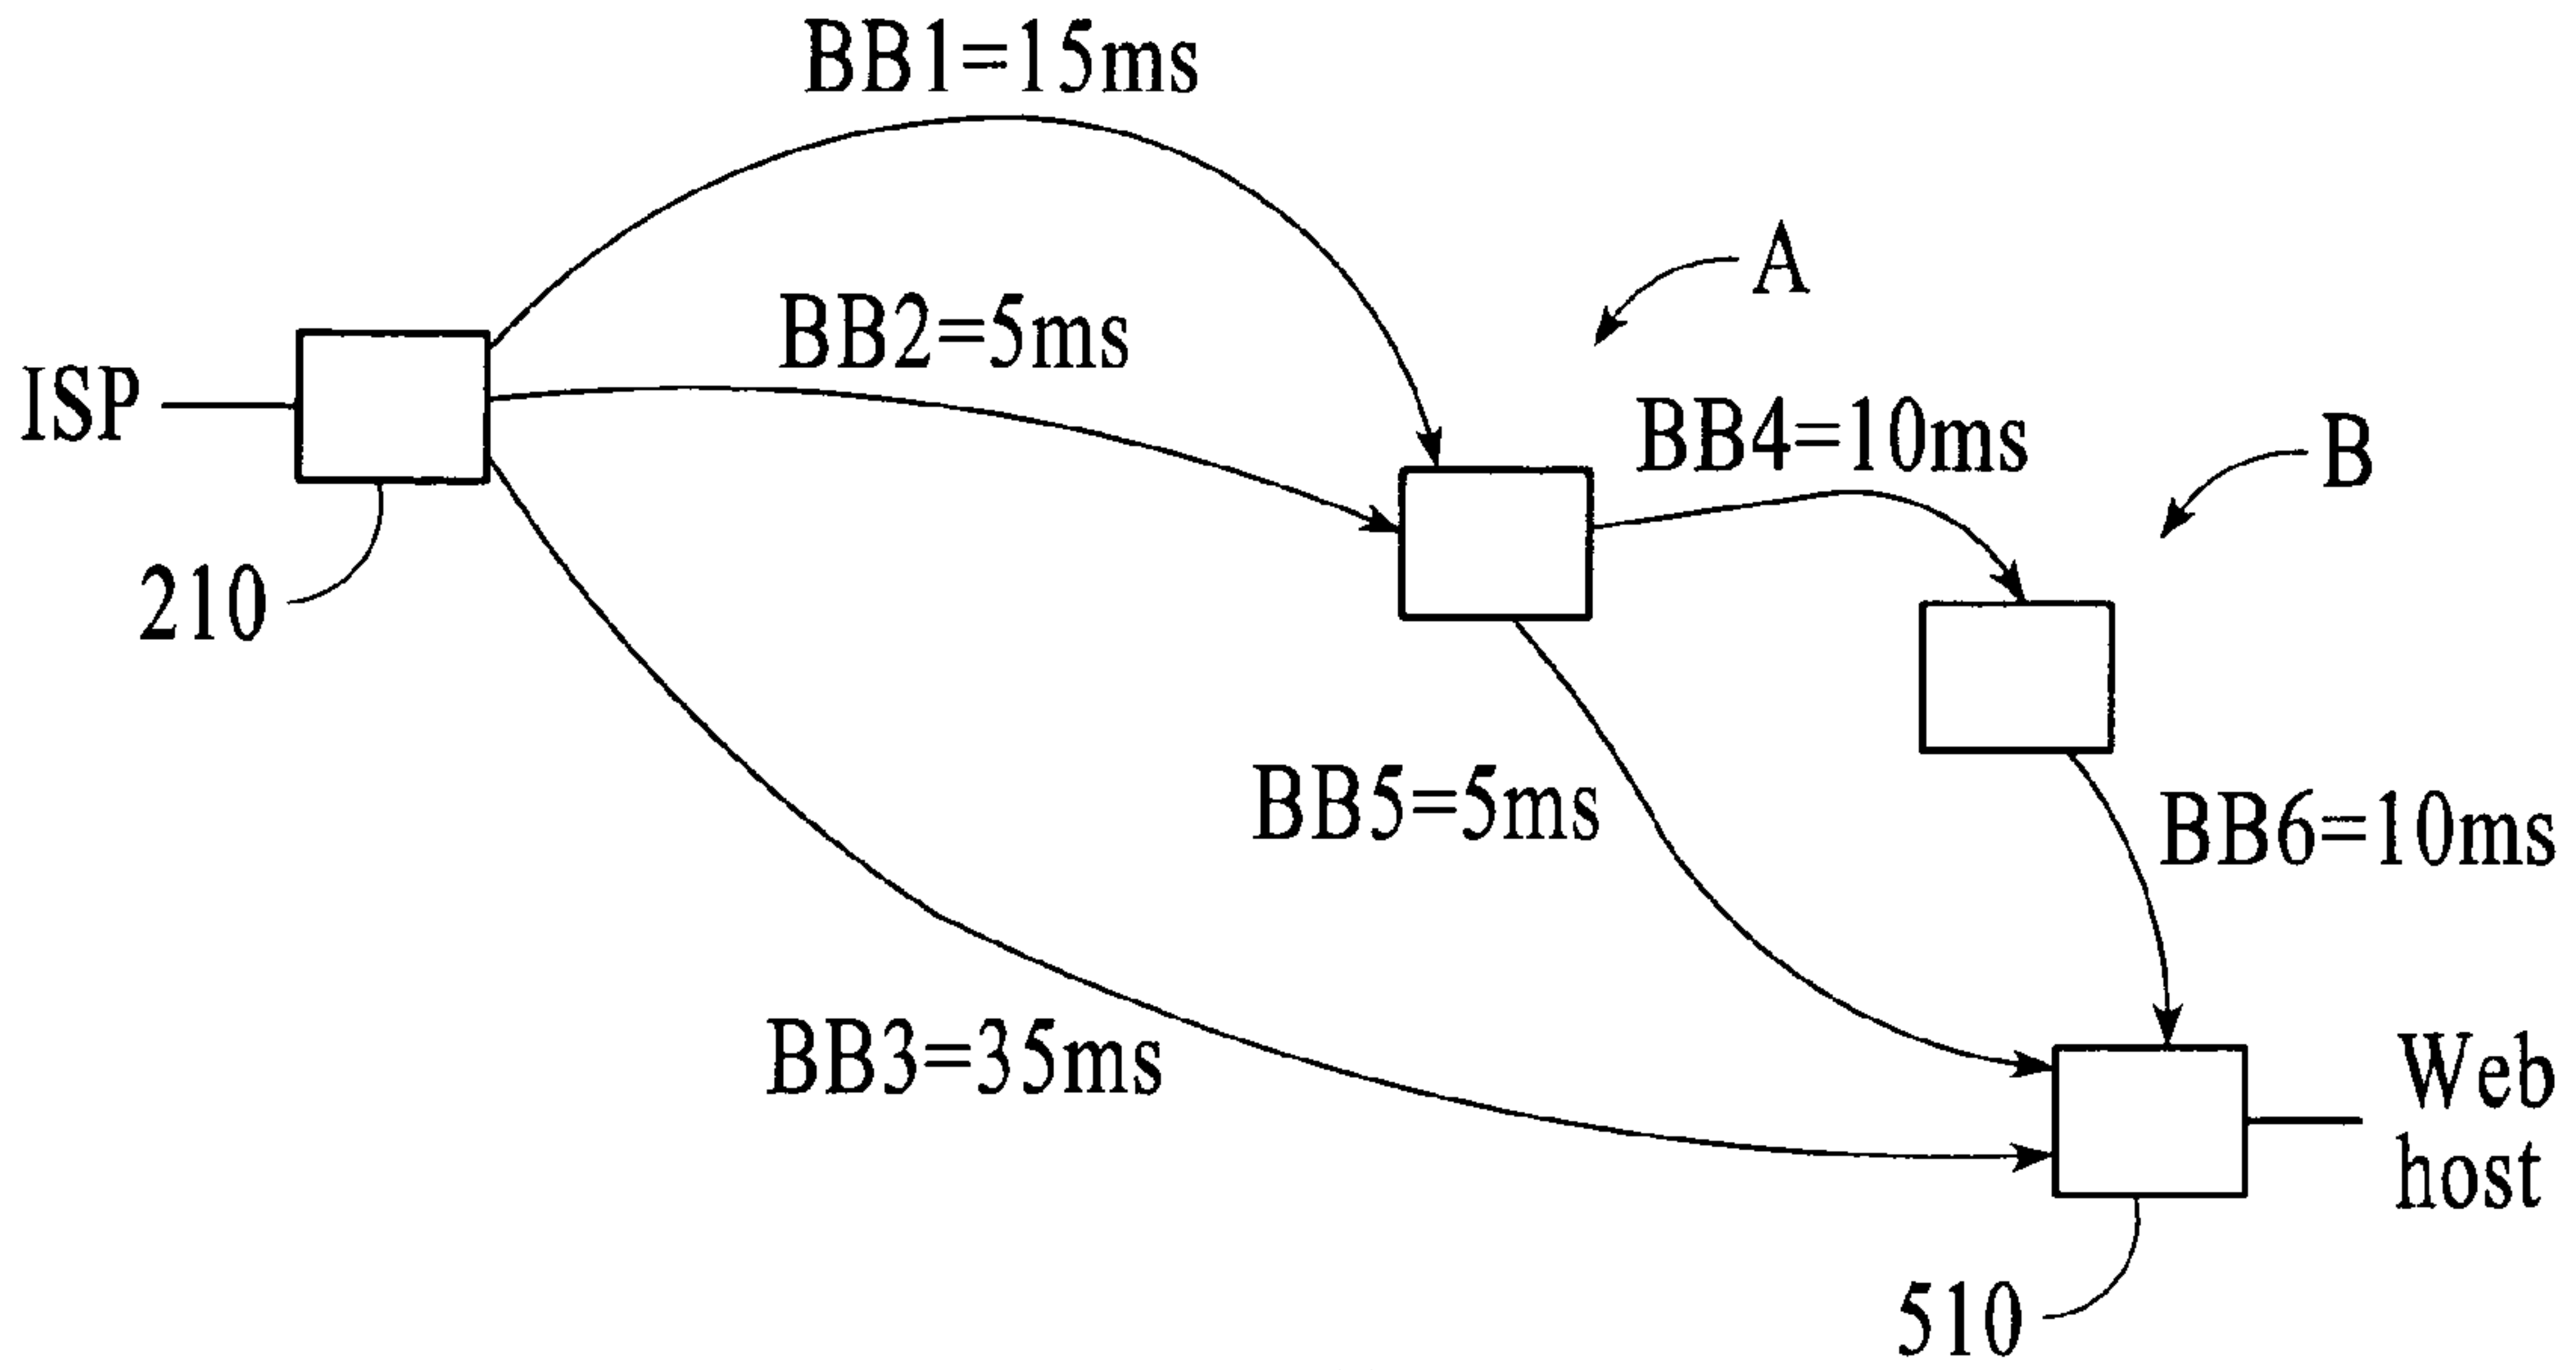 BB1=15ms
A
BB2=5ms
ISP
BB4=10ms
B
210
BB5=5ms
BB6=10ms
BB3=35ms
Web
host
510